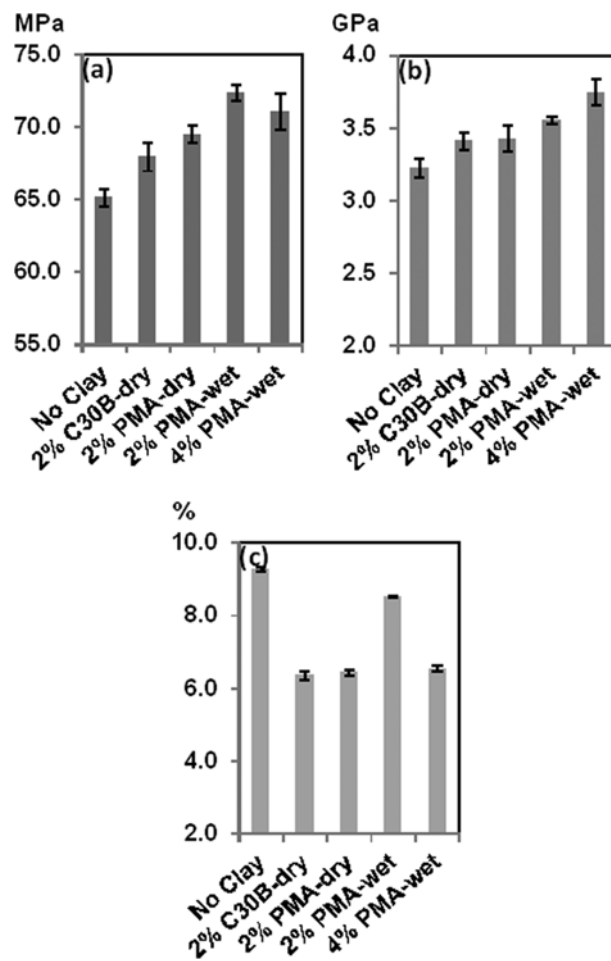 MPa
75.0
70.0
65.0
60.0
55.0
(a)
No Clay
2% C30B-dry
2% PMA-dry
2% PMA-wet
4% PMA-wet
GPa
4.0
3.5
3.0
2.5
2.0
(b)
No Clay
2% C30B-dry
2% PMA-dry
2% PMA-wet
4% PMA-wet
%
10.0
8.0
6.0
4.0
2.0
(c)
No Clay
2% C30B-dry
2% PMA-dry
2% PMA-wet
4% PMA-wet